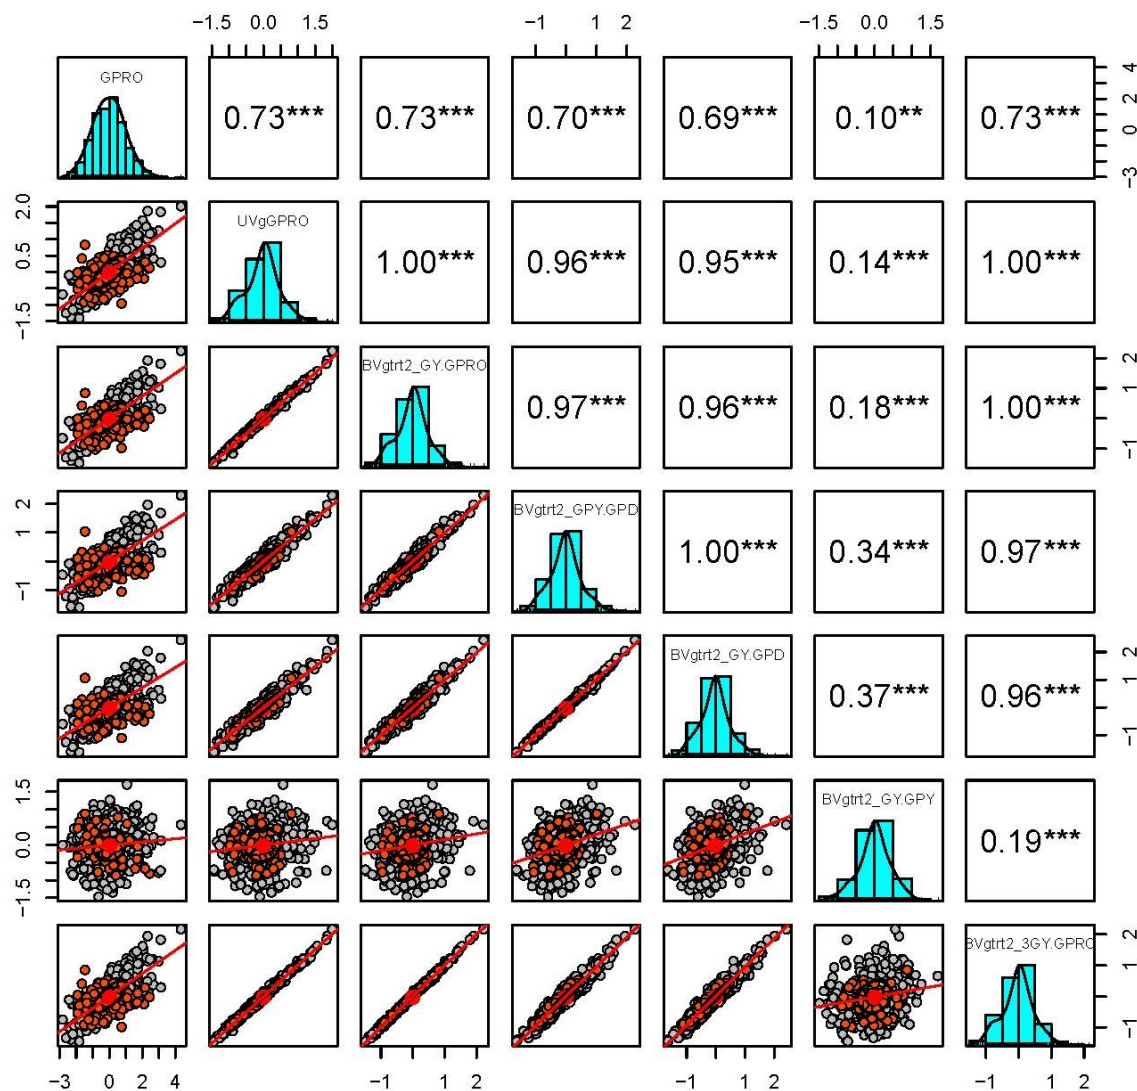 −1.5 0.0 1.5 −1 0 1 2 −1.5 0.0 1.5
GPRO
0.73*** 0.73*** 0.70*** 0.69*** 0.10** 0.73***
−3 0 2 4
−1.5 0.5 2.0
UVgGPRO
1.00*** 0.96*** 0.95*** 0.14*** 1.00***
BVgtrt2_GY.GPRO
0.97*** 0.96*** 0.18*** 1.00***
−1 1 2
−1 1 2
BVgtrt2_GPY.GPD
1.00*** 0.34*** 0.97***
BVgtrt2_GY.GPD
0.37*** 0.96***
−1 1 2
−1.5 0.0 1.5
BVgtrt2_GY.GPY
0.19***
BVgtrt2_3GY.GPRO
−1 1 2
−3 0 2 4 −1 0 1 2 −1 0 1 2 −1 0 1 2